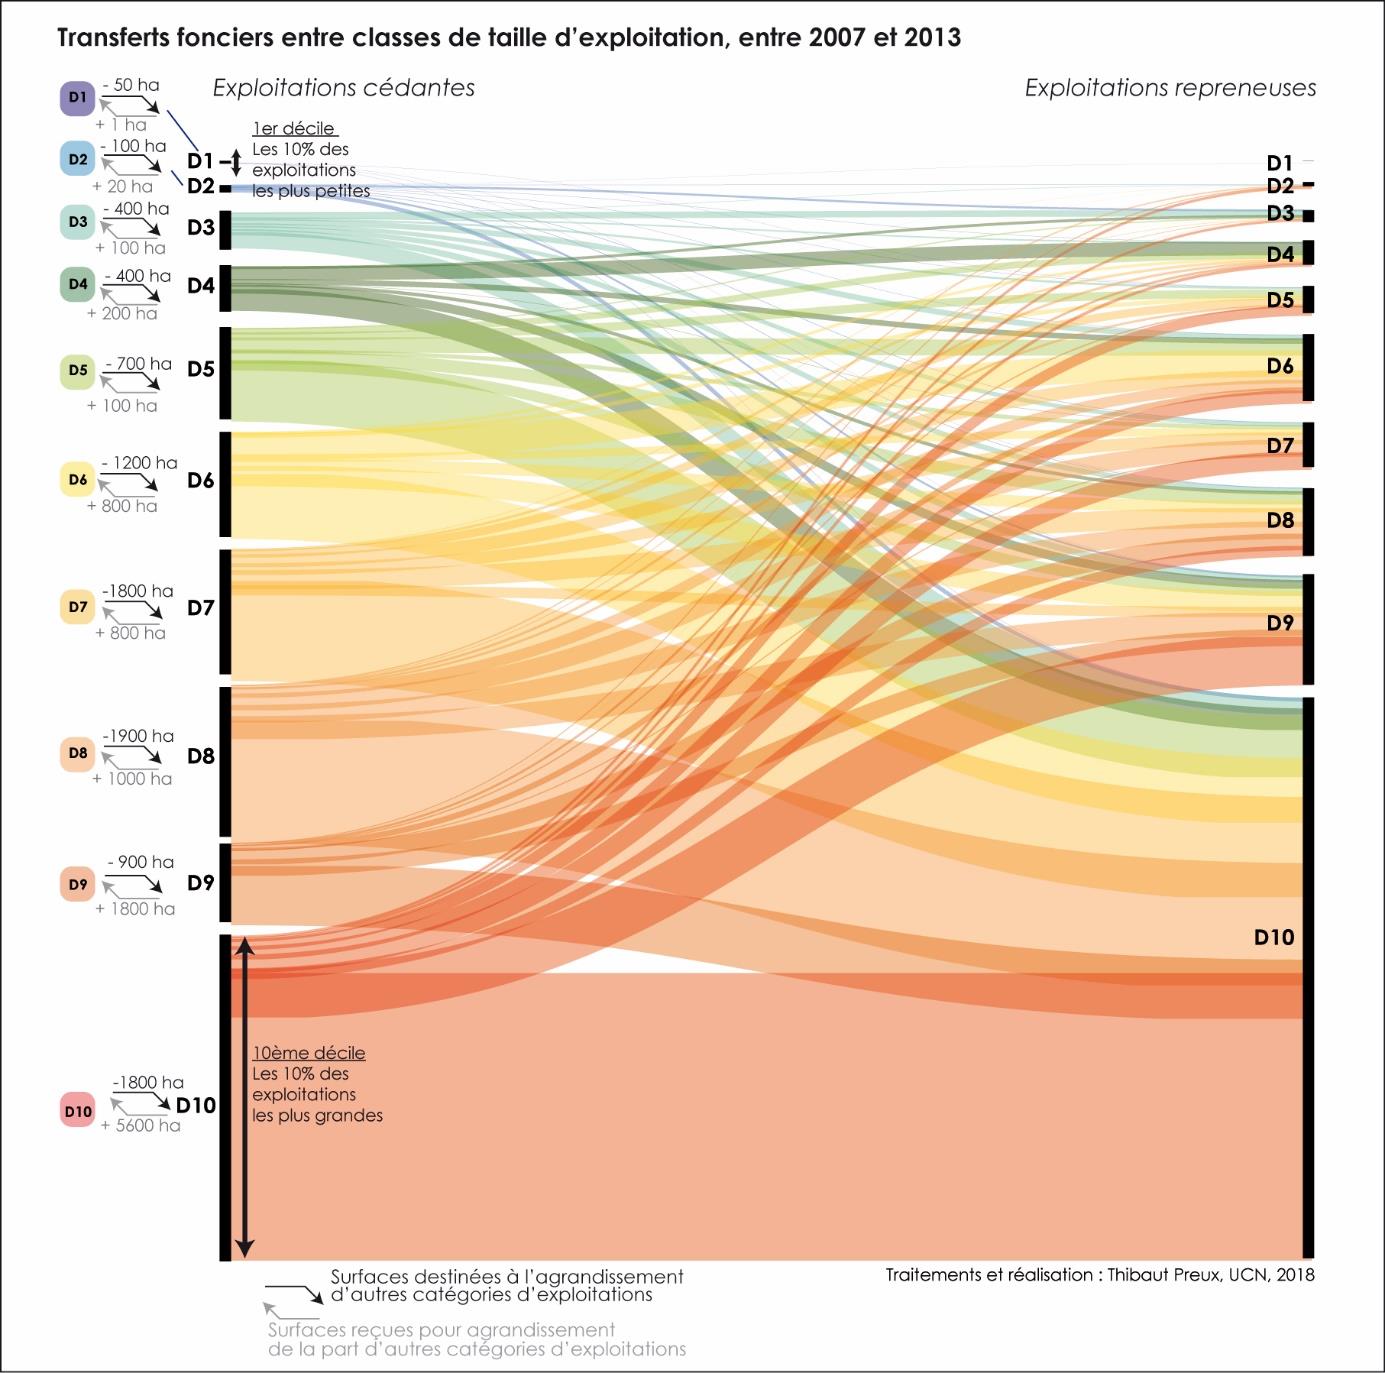 Transferts fonciers entre classes de taille d'exploitation, entre 2007 et 2013
Exploitations cédantes
Exploitations repreneuses
D1
- 50 ha
+ 1 ha
D2
- 100 ha
+ 20 ha
D3
- 400 ha
+ 100 ha
D4
- 400 ha
+ 200 ha
D5
- 700 ha
+ 100 ha
D6
- 1200 ha
+ 800 ha
D7
-1800 ha
+ 800 ha
D8
-1900 ha
+ 1000 ha
D9
- 900 ha
+ 1800 ha
D10
-1800 ha
+ 5600 ha
D1
D2
D3
D4
D5
D6
D7
D8
D9
D10
1er décile
Les 10% des
exploitations
les plus petites
10ème décile
Les 10% des
exploitations
les plus grandes
D1
D2
D3
D4
D5
D6
D7
D8
D9
D10
Surfaces destinées à l'agrandissement
d'autres catégories d'exploitations
Surfaces reçues pour agrandissement
de la part d'autres catégories d'exploitations
Traitements et réalisation : Thibaut Preux, UCN, 2018